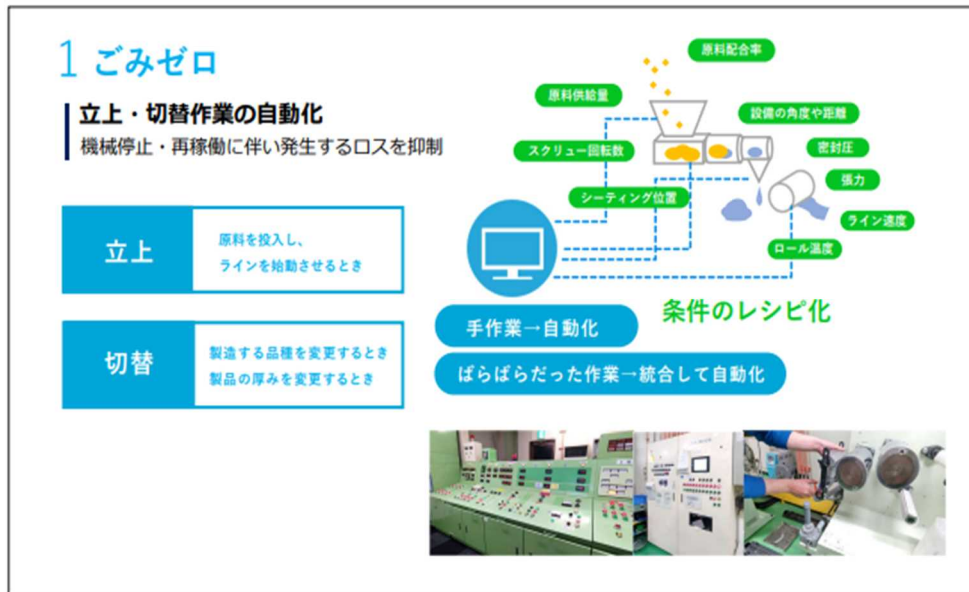 1 ごみゼロ
立上・切替作業の自動化
機械停止・再稼働に伴い発生するロスを抑制
立上
原料を投入し、
ラインを始動させるとき
切替
製造する品種を変更するとき
製品の厚みを変更するとき
原料配合率
原料供給量
設備の角度や距離
スクリュー回転数
密封圧
張力
シーティング位置
ライン速度
ロール温度
条件のレシピ化
手作業→自動化
ばらばらだった作業→統合して自動化